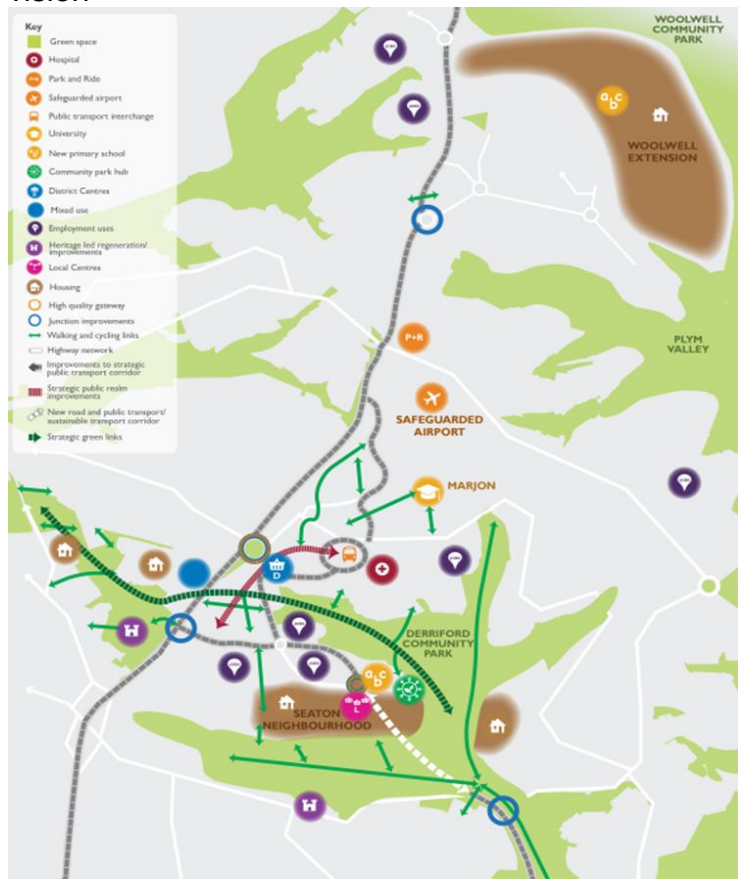 Key
Green space
Hospital
Park and Ride
Safeguarded airport
Public transport interchange
University
New primary school
Community park hub
District Centres
Mixed use
Employment uses
Heritage led regeneration/
improvements
Local Centres
Housing
High quality gateway
Junction improvements
Walking and cycling links
Highway network
Improvements to strategic
public transport corridor
Strategic public realm
improvements
New road and public transport/
sustainable transport corridor
Strategic green links
WOOLWELL
COMMUNITY
PARK
abc
WOOLWELL
EXTENSION
P+R
PLYM
VALLEY
SAFEGUARDED
AIRPORT
MARJON
D
H
DERRIFORD
COMMUNITY
PARK
abc
L
SEATON
NEIGHBOURHOOD
H